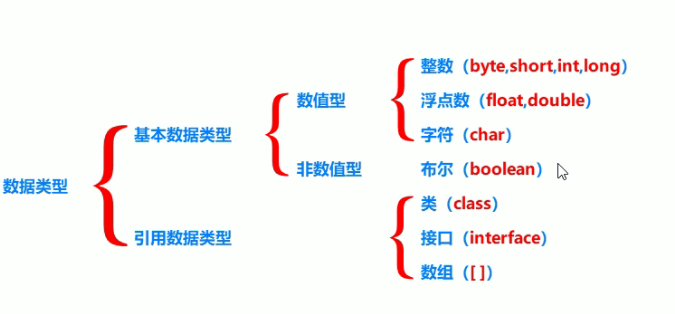 整数（byte,short,int,long）
数值型
浮点数（float,double）
基本数据类型
字符（char）
非数值型
布尔（boolean）
数据类型
类（class）
引用数据类型
接口（interface）
数组（[ ]）